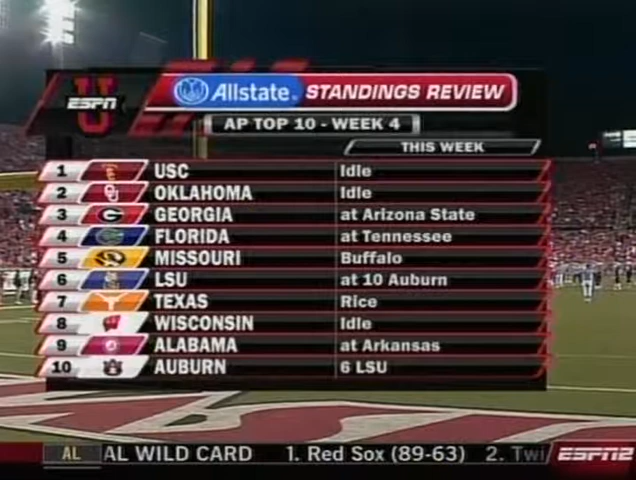 ESPN U
Allstate. STANDINGS REVIEW
AP TOP 10 - WEEK 4
THIS WEEK
1 USC Idle
2 OU OKLAHOMA Idle
3 G GEORGIA at Arizona State
4 FLORIDA at Tennessee
5 MISSOURI Buffalo
6 LSU at 10 Auburn
7 TEXAS Rice
8 W WISCONSIN Idle
9 A ALABAMA at Arkansas
10 AU AUBURN 6 LSU
AL AL WILD CARD 1. Red Sox (89-63) 2. Twi ESPN2